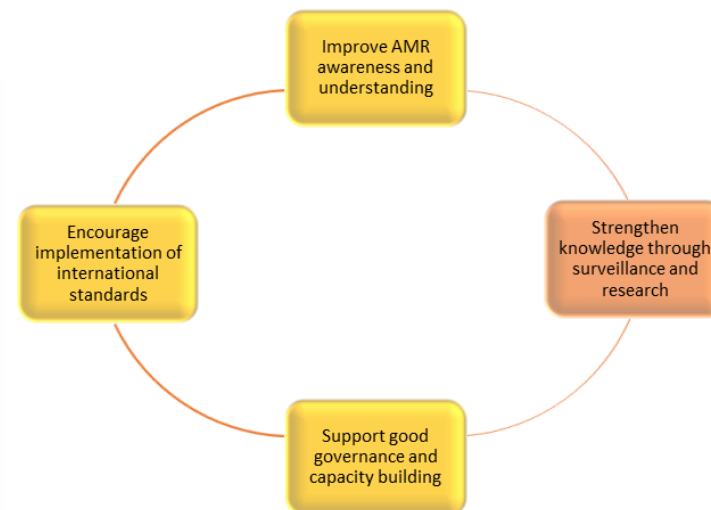 Improve AMR
awareness and
understanding
Encourage
implementation of
international
standards
Strengthen
knowledge through
surveillance and
research
Support good
governance and
capacity building